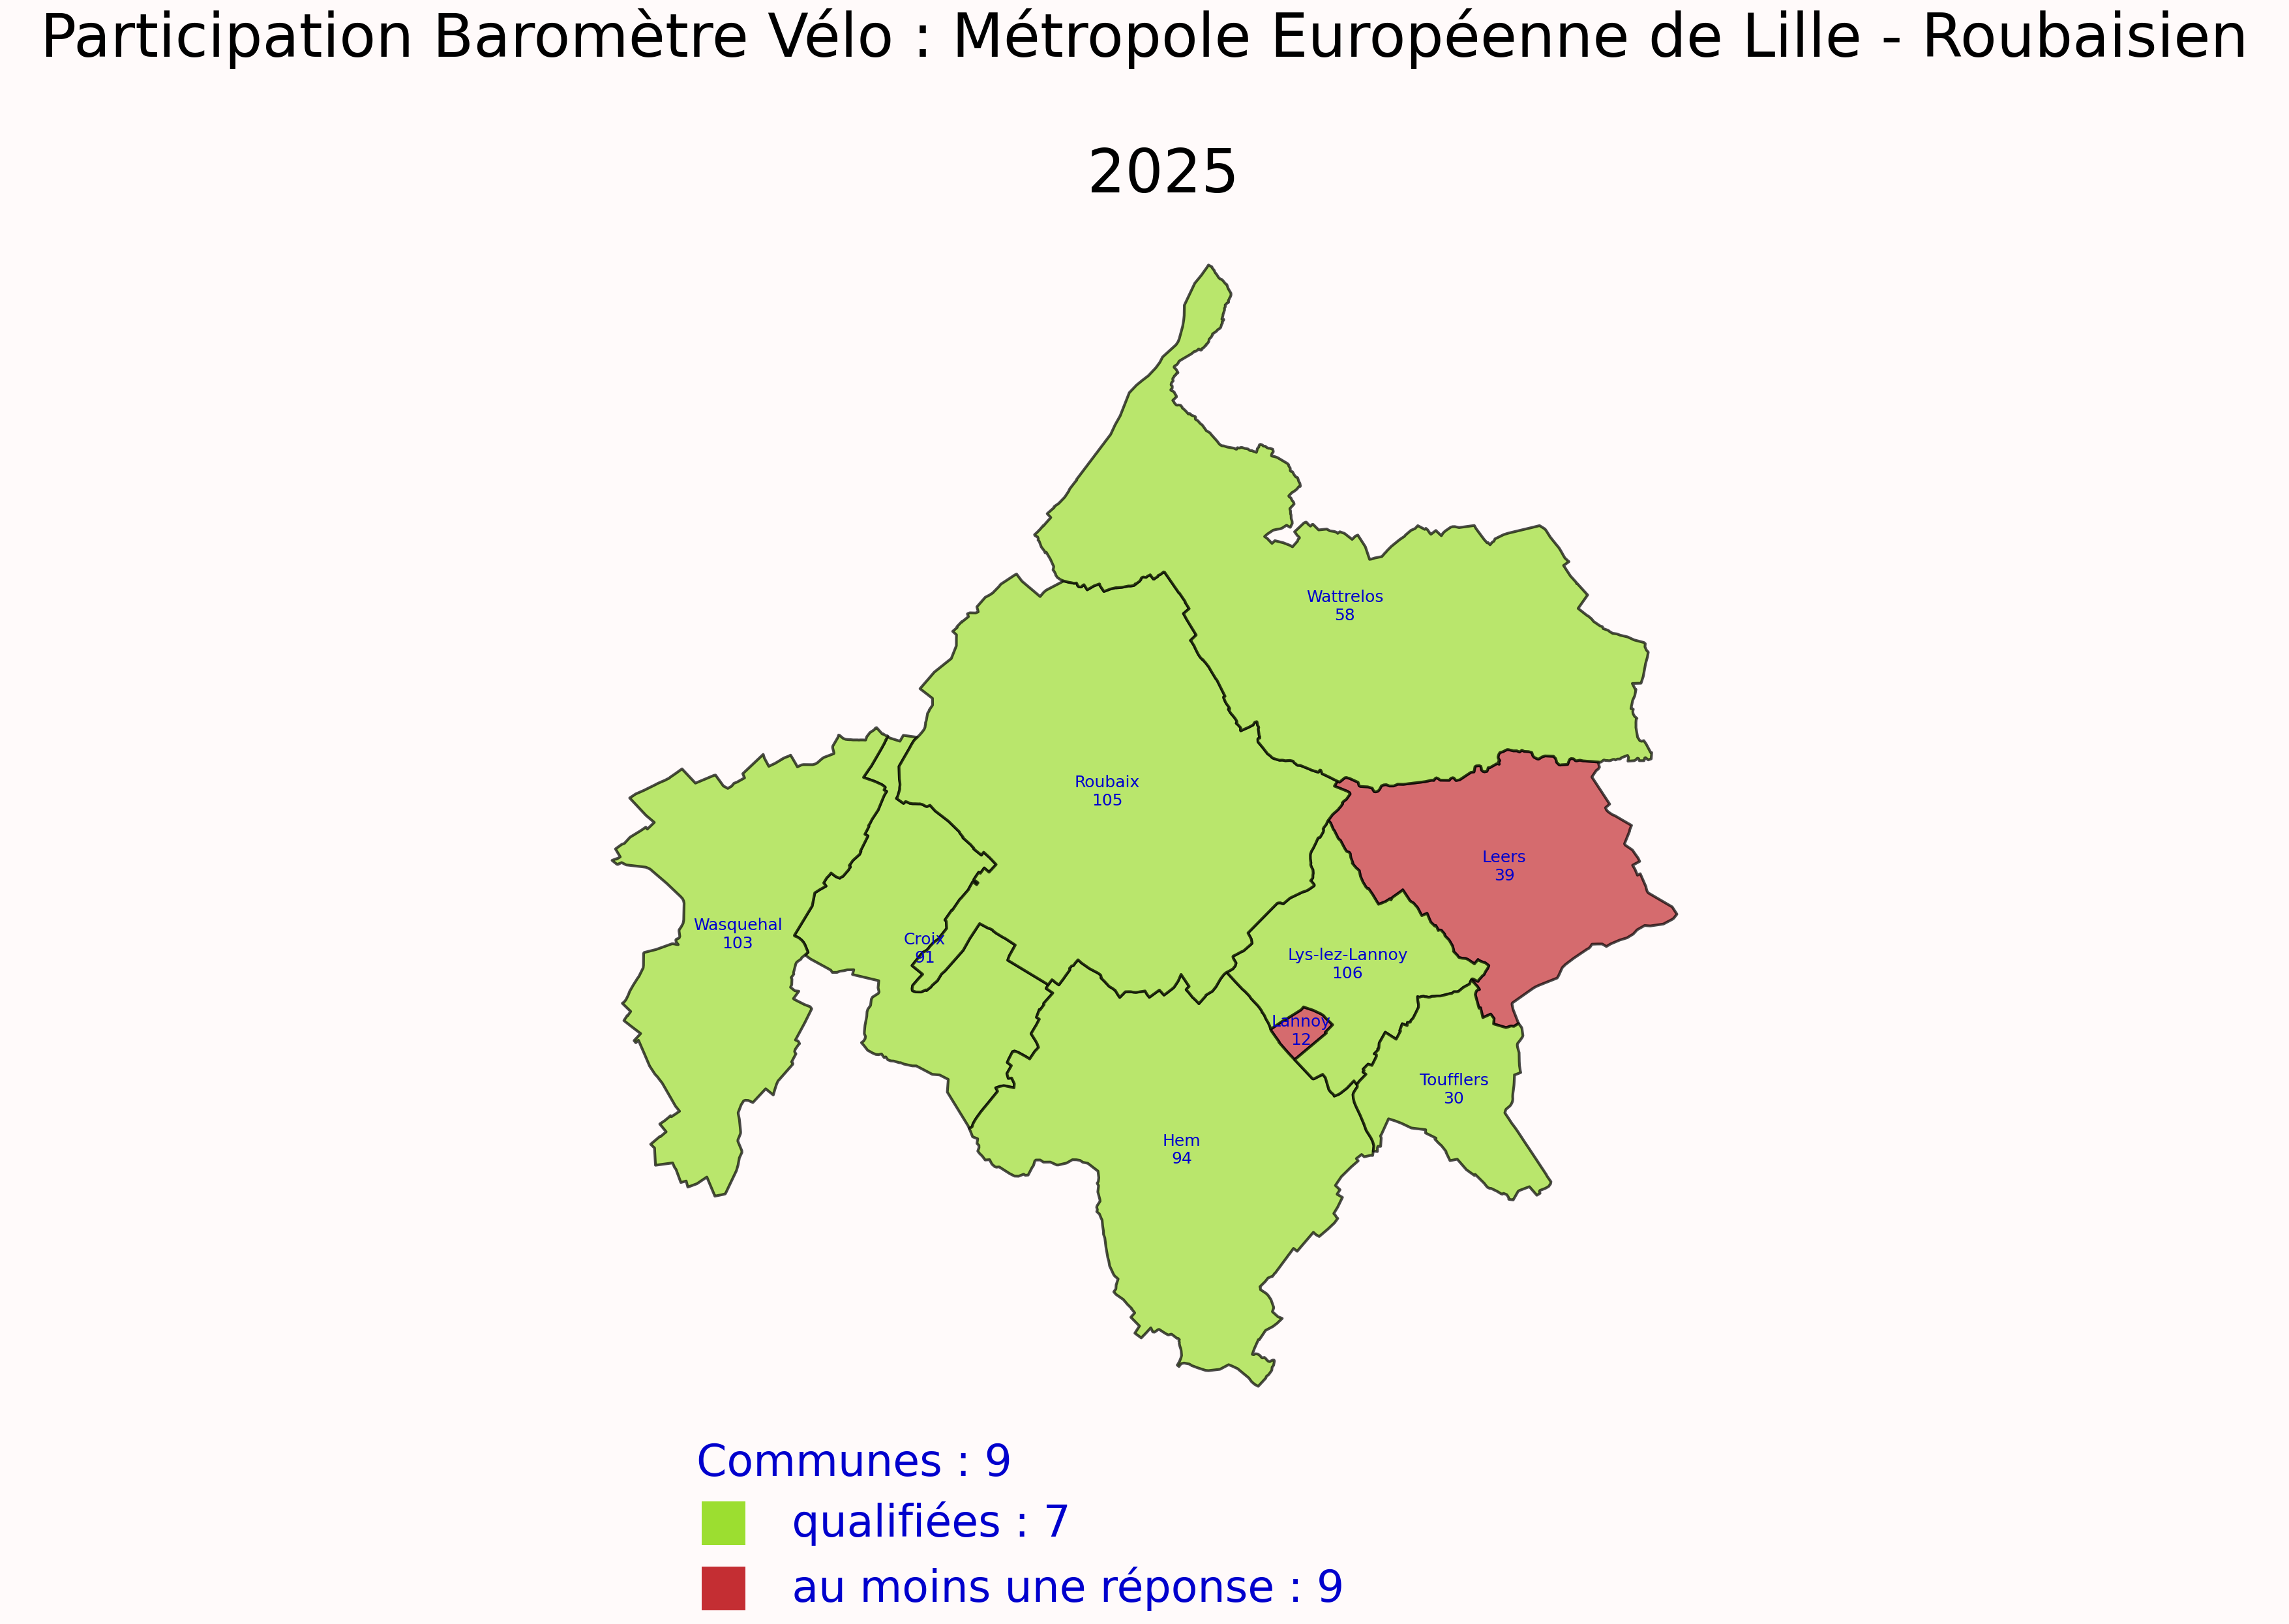 Participation Baromètre Vélo : Métropole Européenne de Lille - Roubaisien
2025
Wattrelos
58
Roubaix
105
Leers
39
Wasquehal
103
Croix
91
Lys-lez-Lannoy
106
Lannoy
12
Toufflers
30
Hem
94
Communes : 9
qualifiées : 7
au moins une réponse : 9